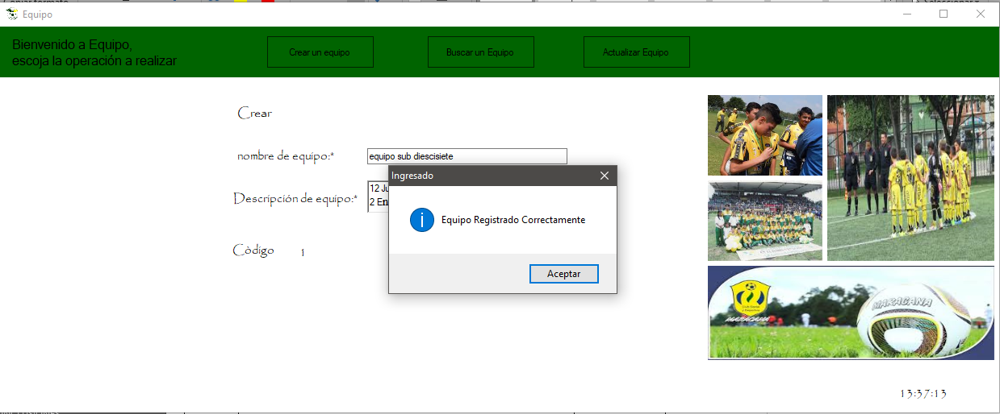 Equipo
Bienvenido a Equipo,
escoja la operación a realizar
Crear un equipo
Buscar un Equipo
Actualizar Equipo
Crear
nombre de equipo:*
equipo sub diescisiete
Descripción de equipo:*
12 Ju
2 En
Còdigo
1
Ingresado
Equipo Registrado Correctamente
Aceptar
MARACANA
MARACANA
13:37:13